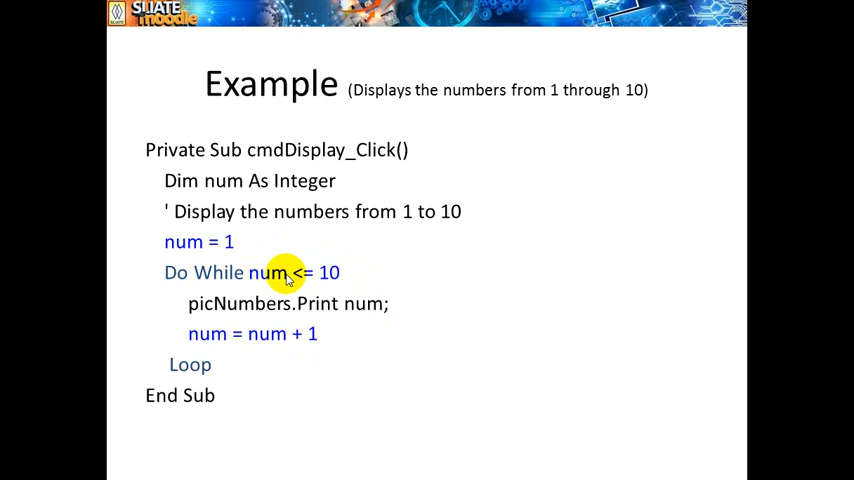 SLIATE
moodle
SLIATE
Example (Displays the numbers from 1 through 10)
Private Sub cmdDisplay_Click()
Dim num As Integer
' Display the numbers from 1 to 10
num = 1
Do While num <= 10
picNumbers.Print num;
num = num + 1
Loop
End Sub